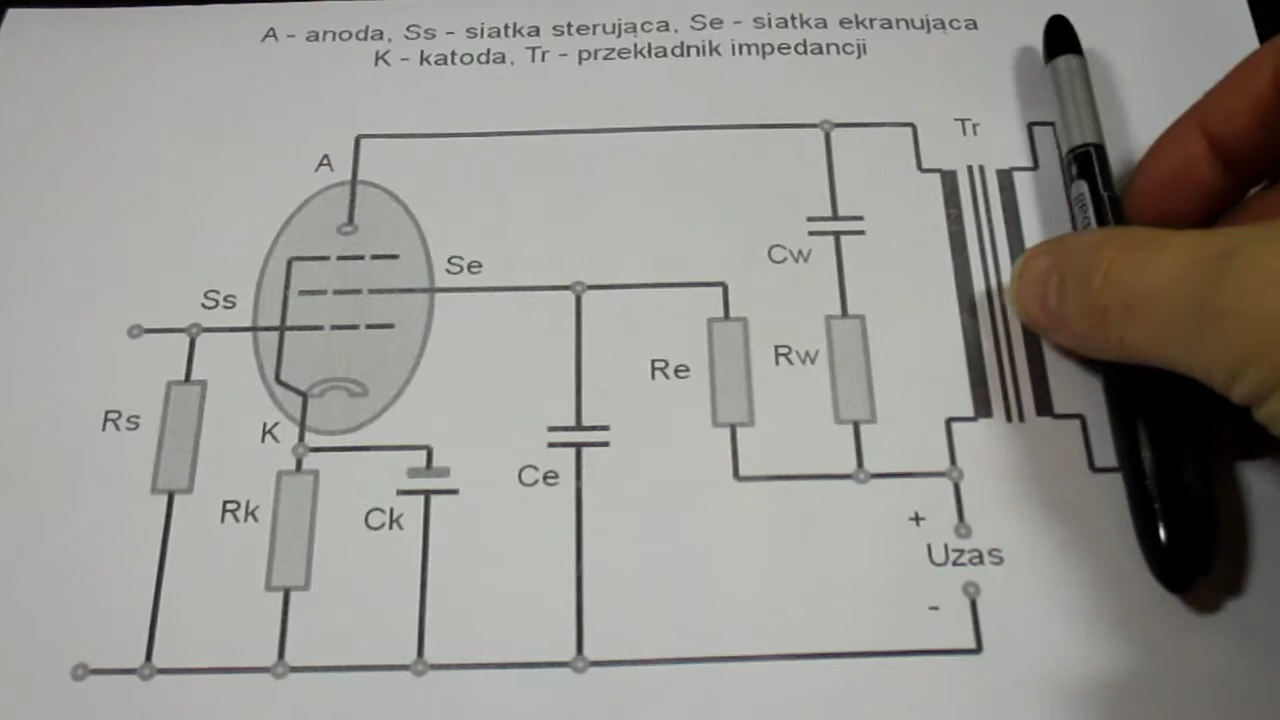 A - anoda, Ss - siatka sterująca, Se - siatka ekranująca
K - katoda, Tr - przekładnik impedancji
Tr
A
Cw
Se
Ss
Re
Rw
Rs
K
Ce
Rk
Ck
+
Uzas
-